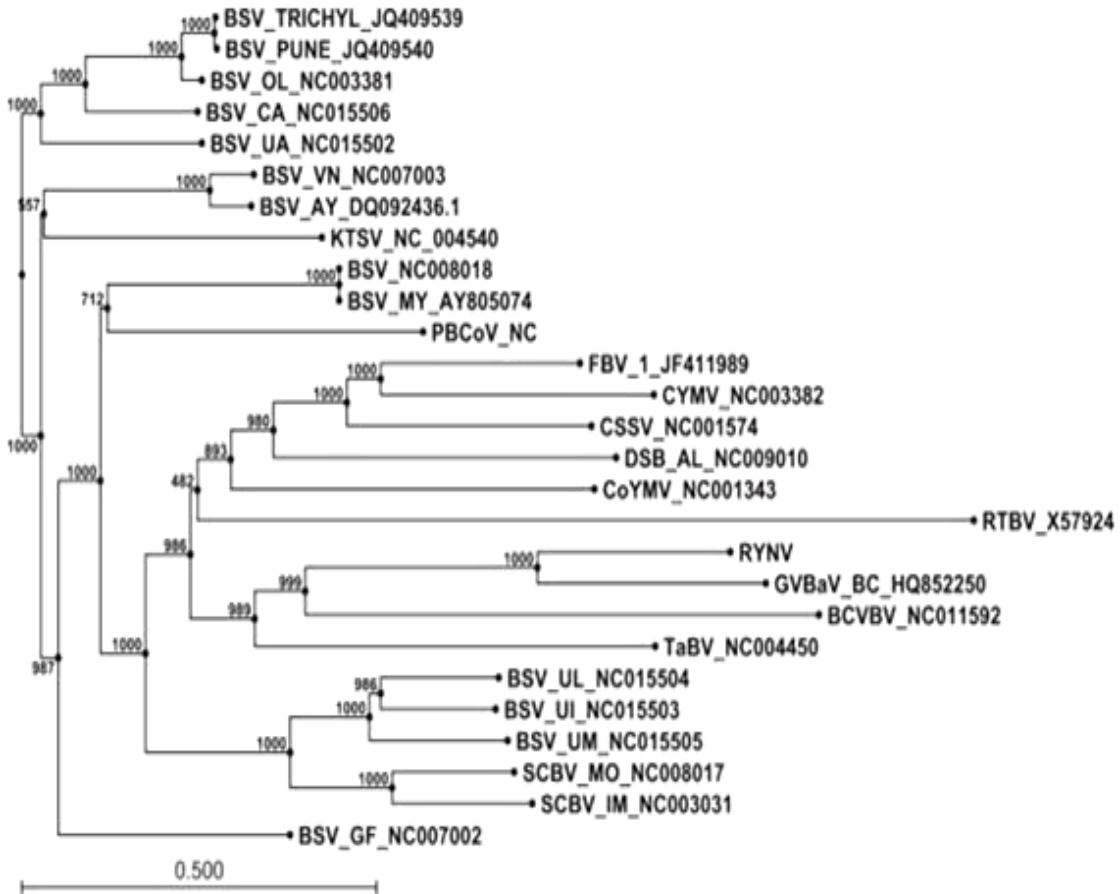 1000 BSV_TRICHYL_JQ409539
1000 BSV_PUNE_JQ409540
1000 BSV_OL_NC003381
1000 BSV_CA_NC015506
BSV_UA_NC015502
1000 BSV_VN_NC007003
557 BSV_AY_DQ092436.1
KTSV_NC_004540
1000 BSV_NC008018
712 BSV_MY_AY805074
PBCoV_NC
1000 FBV_1_JF411989
1000 CYMV_NC003382
980 CSSV_NC001574
1000 893 DSB_AL_NC009010
1000 482 CoYMV_NC001343
RTBV_X57924
986 1000 RYNV
999 GVBaV_BC_HQ852250
989 BCVBV_NC011592
987 1000 TaBV_NC004450
986 BSV_UL_NC015504
1000 BSV_UI_NC015503
1000 BSV_UM_NC015505
1000 SCBV_MO_NC008017
SCBV_IM_NC003031
BSV_GF_NC007002
0.500